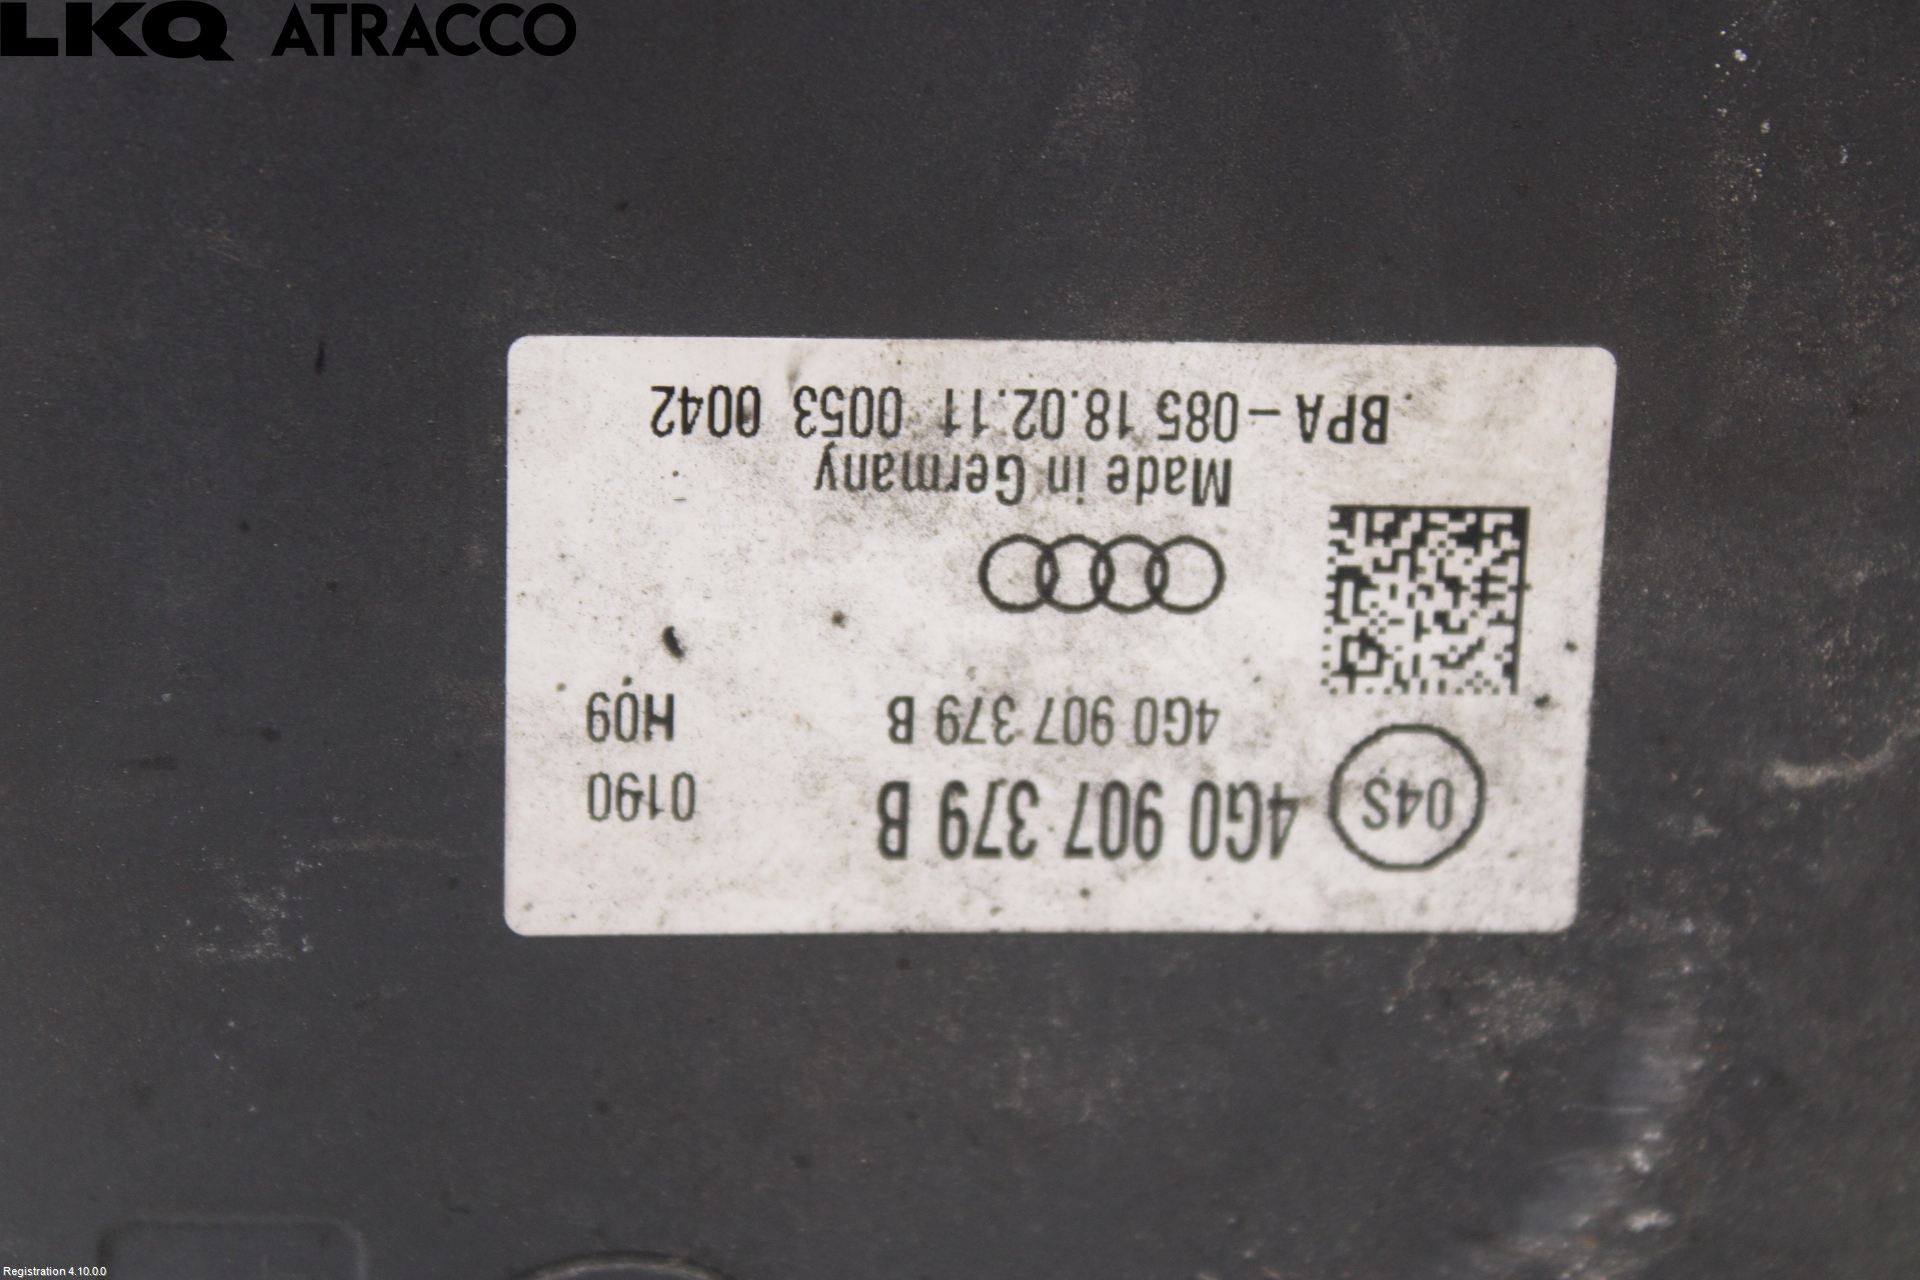 LKQ ATRACCO
04S 4G0 907 379 B 0190
4G0 907 379 B H09
Made in Germany
BPA-085 18.02.11 0053 0042
Registration 4.10.0.0